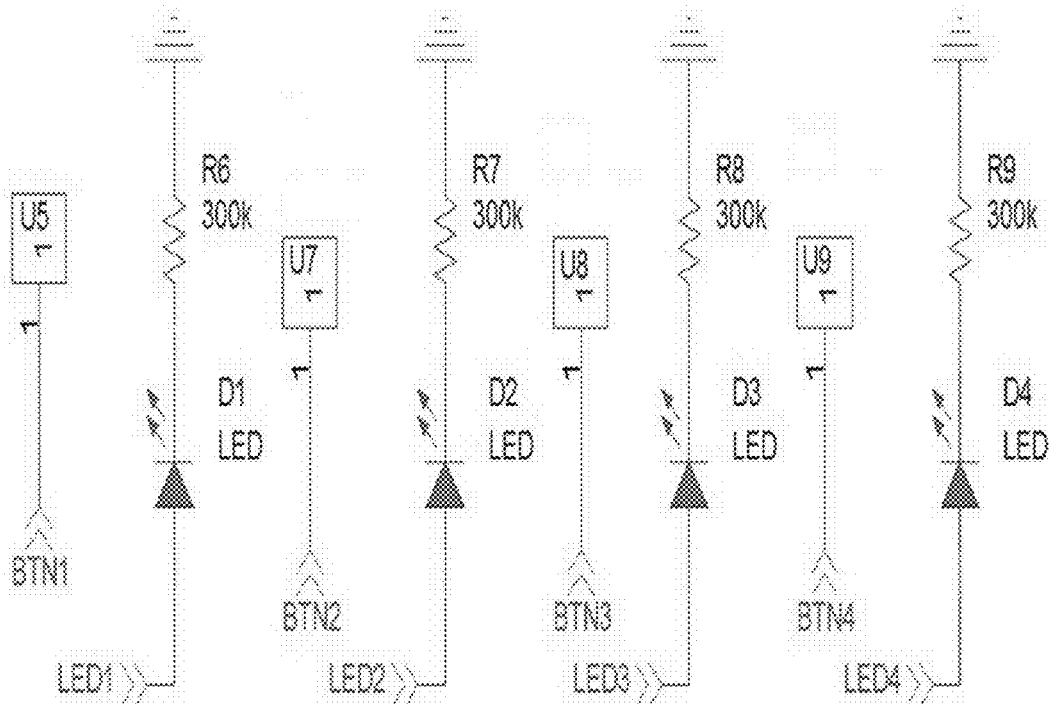 R6
300k
R7
300k
R8
300k
R9
300k
U5
1
1
U7
1
1
U8
1
1
U9
1
1
D1
LED
D2
LED
D3
LED
D4
LED
BTN1
BTN2
BTN3
BTN4
LED1
LED2
LED3
LED4